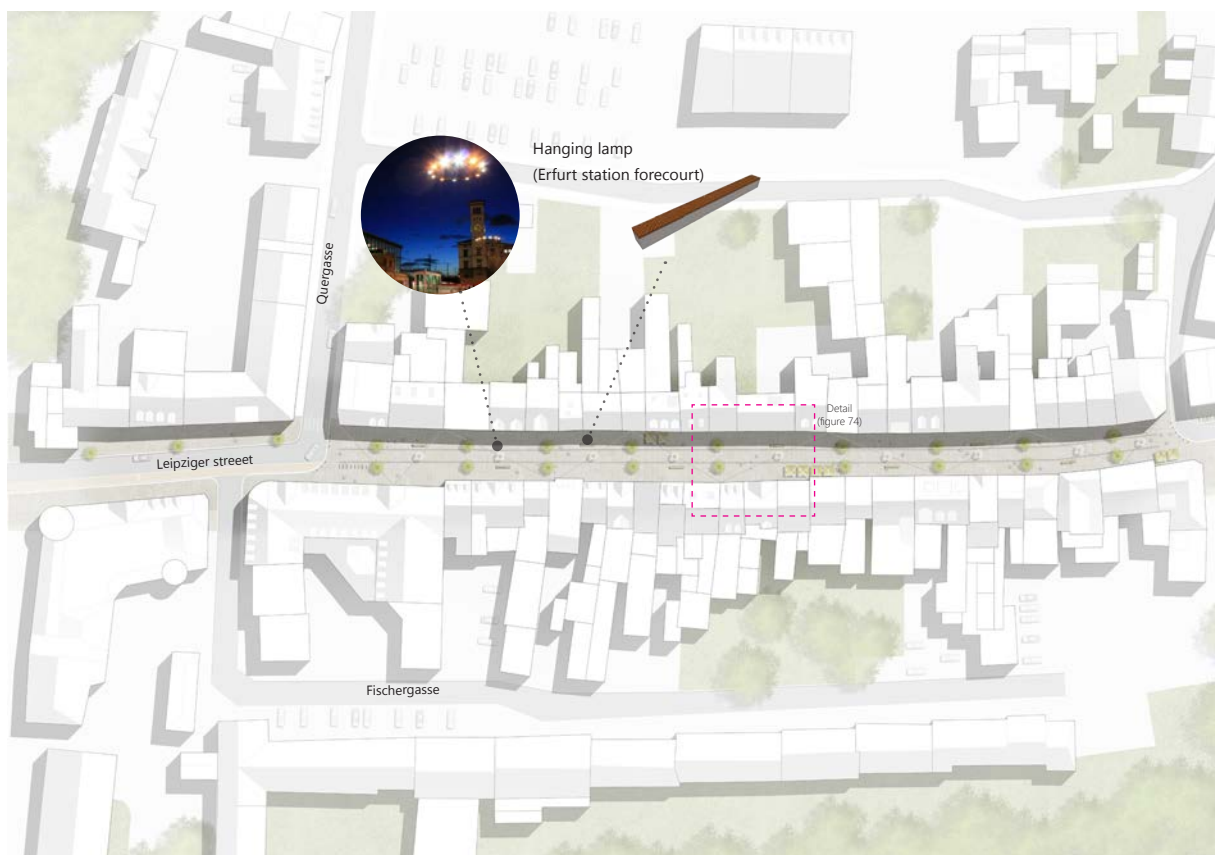 Hanging lamp
(Erfurt station forecourt)
Quergasse
Detail
(figure 74)
Leipziger streeet
Fischergasse